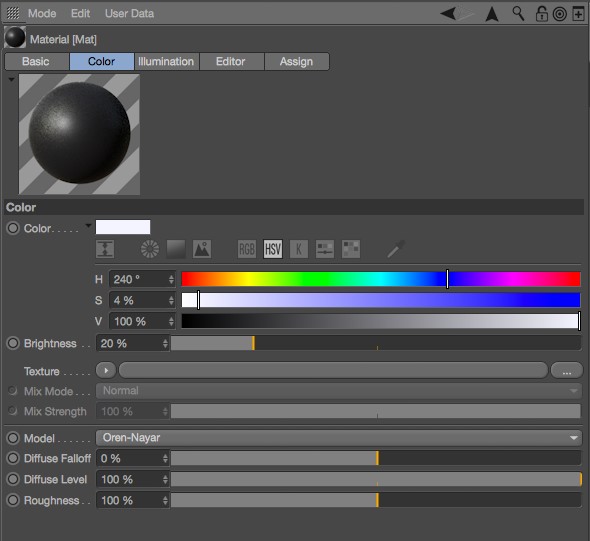 Mode Edit User Data
Material [Mat]
Basic Color Illumination Editor Assign
Color
Color . . . . .
RGB HSV K
H 240 °
S 4 %
V 100 %
Brightness . . 20 %
Texture . . . . . ...
Mix Mode . . . Normal
Mix Strength 100 %
Model . . . . . . Oren-Nayar
Diffuse Falloff 0 %
Diffuse Level 100 %
Roughness . . 100 %